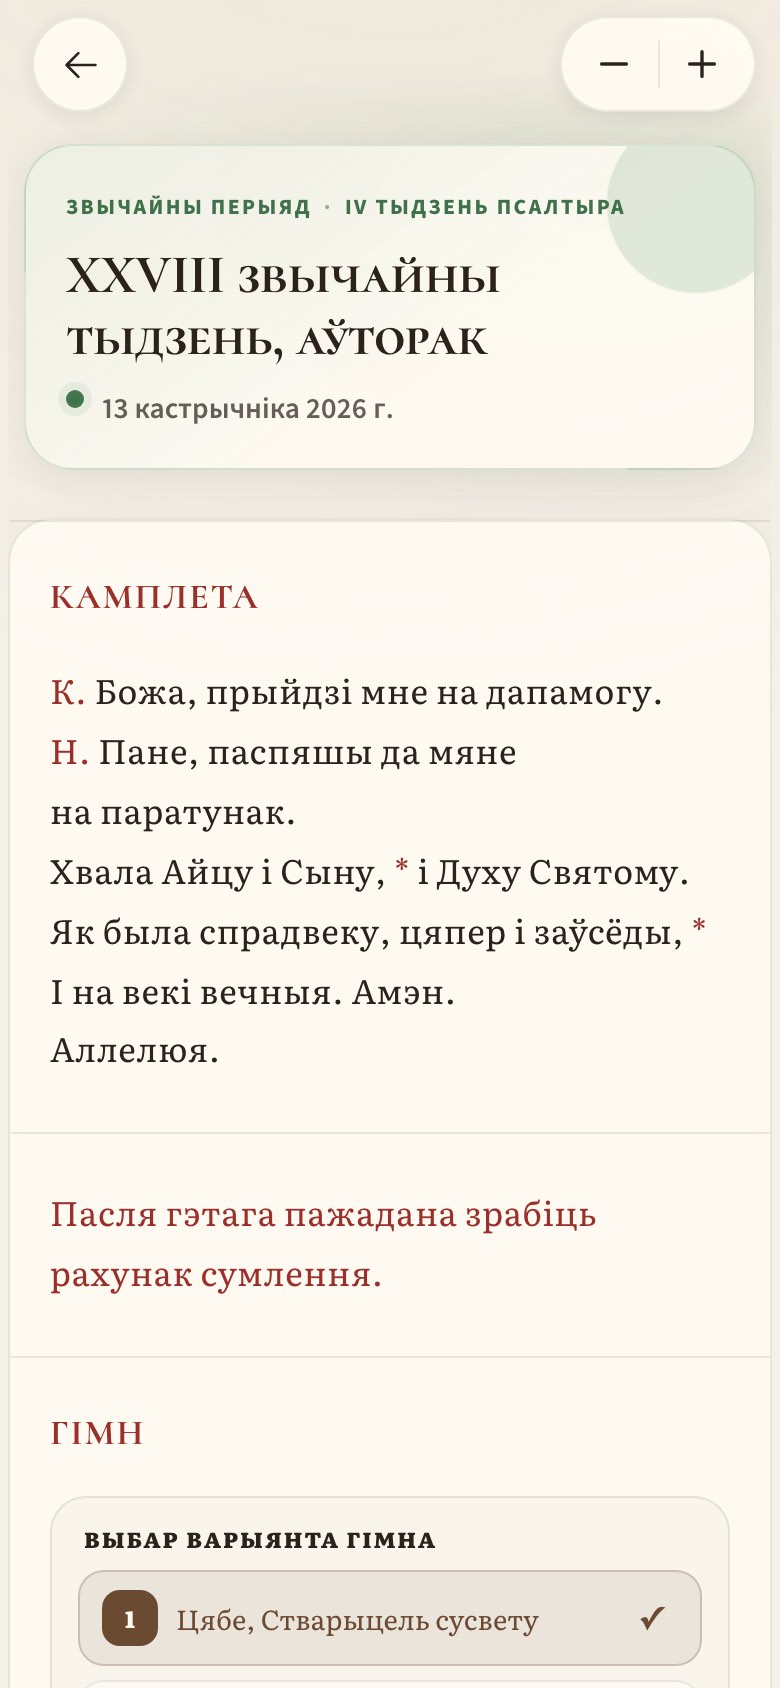 ЗВЫЧАЙНЫ ПЕРЫЯД · IV ТЫДЗЕНЬ ПСАЛТЫРА
XXVIII ЗВЫЧАЙНЫ
ТЫДЗЕНЬ, АЎТОРАК
13 кастрычніка 2026 г.
КАМПЛЕТА
К. Божа, прыйдзі мне на дапамогу.
Н. Пане, паспяшы да мяне
на паратунак.
Хвала Айцу і Сыну, * і Духу Святому.
Як была спрадвеку, цяпер і заўсёды, *
І на векі вечныя. Амэн.
Аллелюя.
Пасля гэтага пажадана зрабіць
рахунак сумлення.
ГІМН
ВЫБАР ВАРЫЯНТА ГІМНА
1 Цябе, Стварыцель сусвету ✓